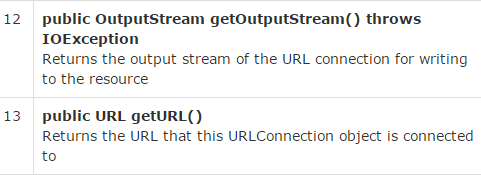 12 public OutputStream getOutputStream() throws
IOException
Returns the output stream of the URL connection for writing
to the resource
13 public URL getURL()
Returns the URL that this URLConnection object is connected
to